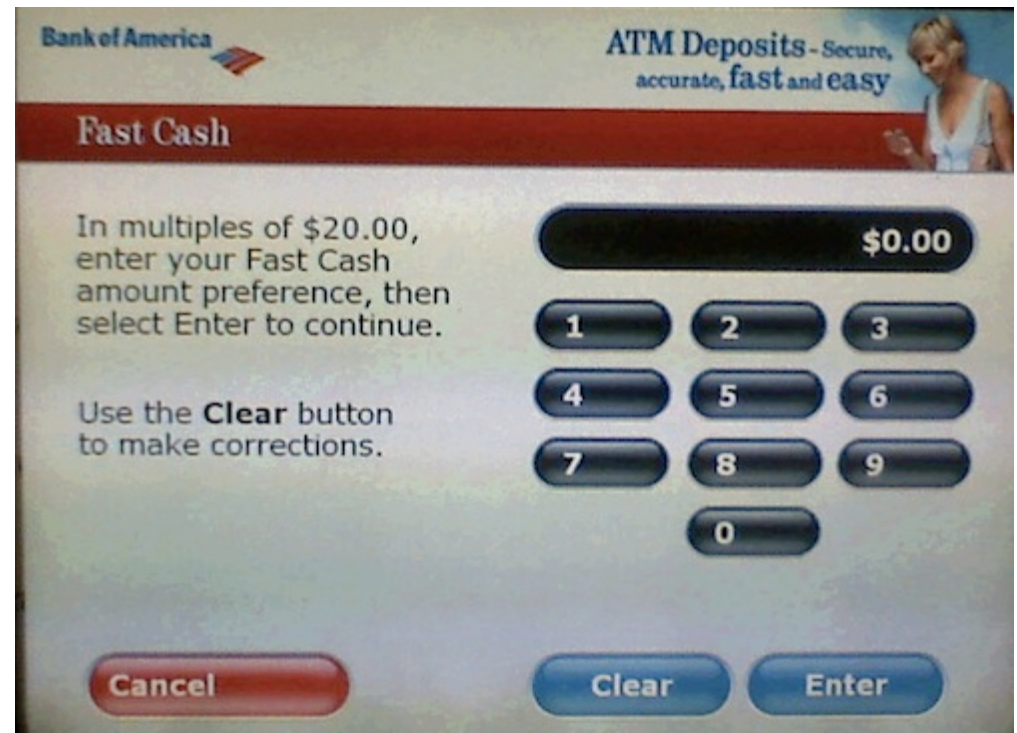 Bank of America
ATM Deposits - Secure,
accurate, fast and easy
Fast Cash
In multiples of $20.00,
enter your Fast Cash
amount preference, then
select Enter to continue.
Use the Clear button
to make corrections.
$0.00
1 2 3
4 5 6
7 8 9
0
Cancel Clear Enter